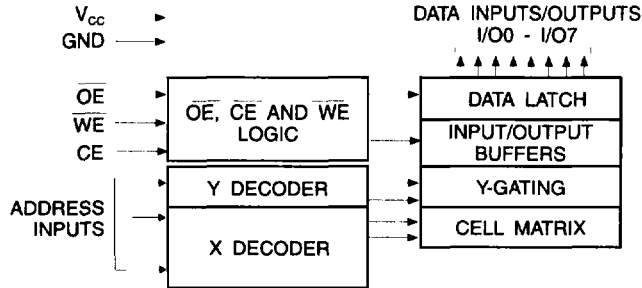 VCC
GND
DATA INPUTS/OUTPUTS
I/O0 - I/O7
OE
WE
CE
OE, CE AND WE
LOGIC
DATA LATCH
INPUT/OUTPUT
BUFFERS
ADDRESS
INPUTS
Y DECODER
X DECODER
Y-GATING
CELL MATRIX